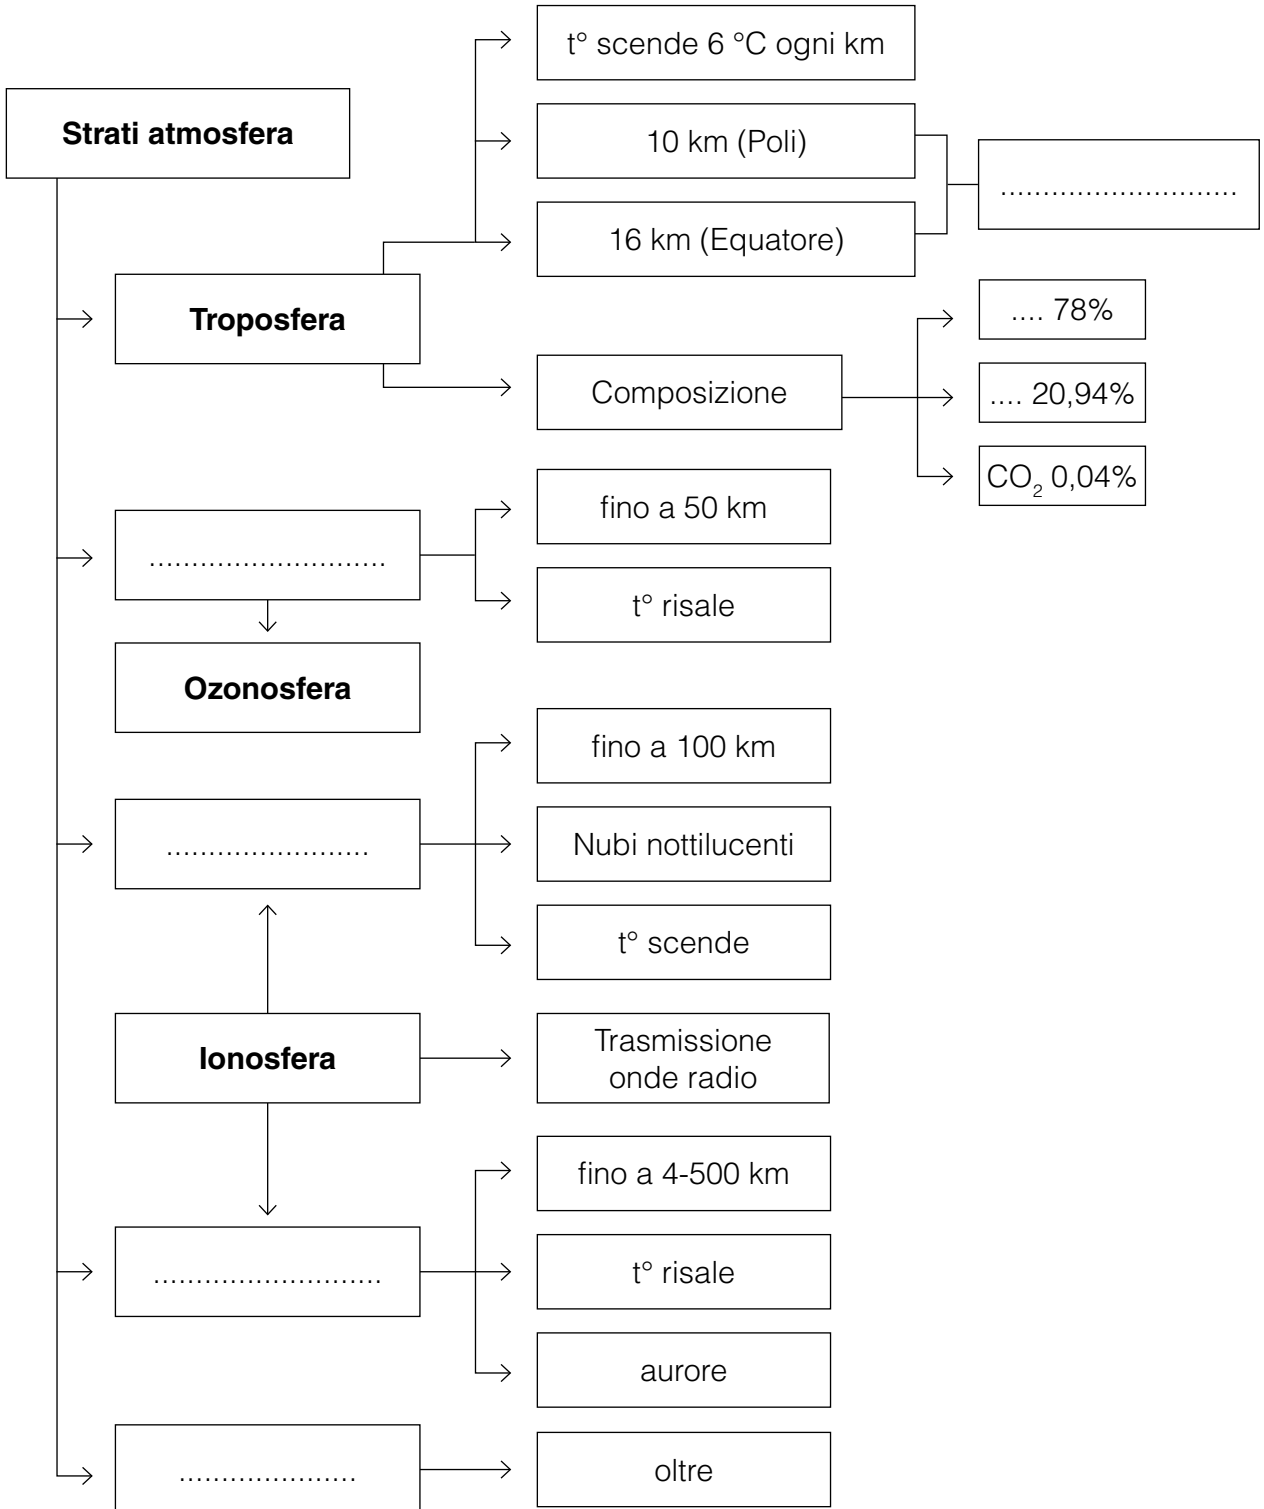 t° scende 6 °C ogni km
Strati atmosfera
10 km (Poli)
............................
16 km (Equatore)
Troposfera
.... 78%
Composizione
.... 20,94%
CO₂ 0,04%
fino a 50 km
............................
t° risale
Ozonosfera
fino a 100 km
Nubi nottilucenti
........................
t° scende
Ionosfera
Trasmissione
onde radio
fino a 4-500 km
t° risale
...........................
aurore
oltre
.....................